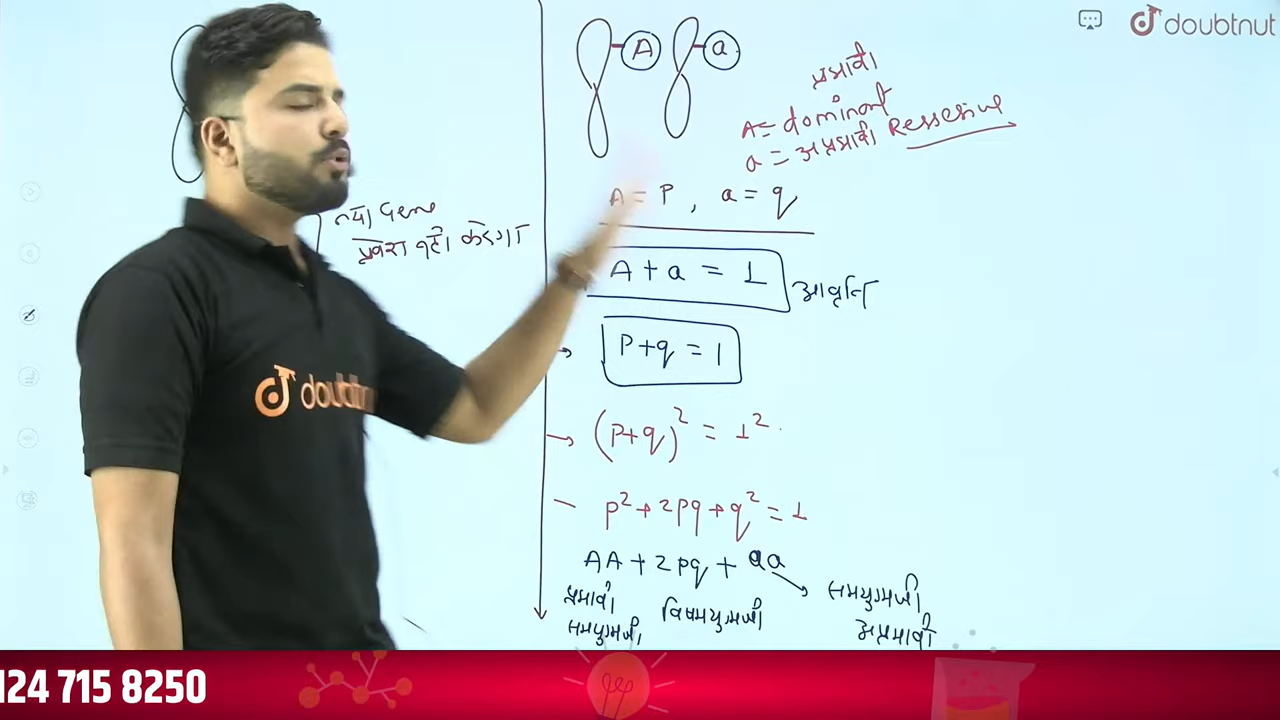 doubtnut
A a
प्रभावी
A = dominant
a = अप्रभावी Ressesive
A = P , a = q
नया Gene
प्रवेश नहीं करेगा
A + a = 1 आवृत्ति
P + q = 1
→ (P+q)² = 1²
doubtnut
— p² + 2pq + q² = 1
AA + 2pq + aa
प्रभावी विषमयुग्मजी समयुग्मजी
समयुग्मजी अप्रभावी
124 715 8250